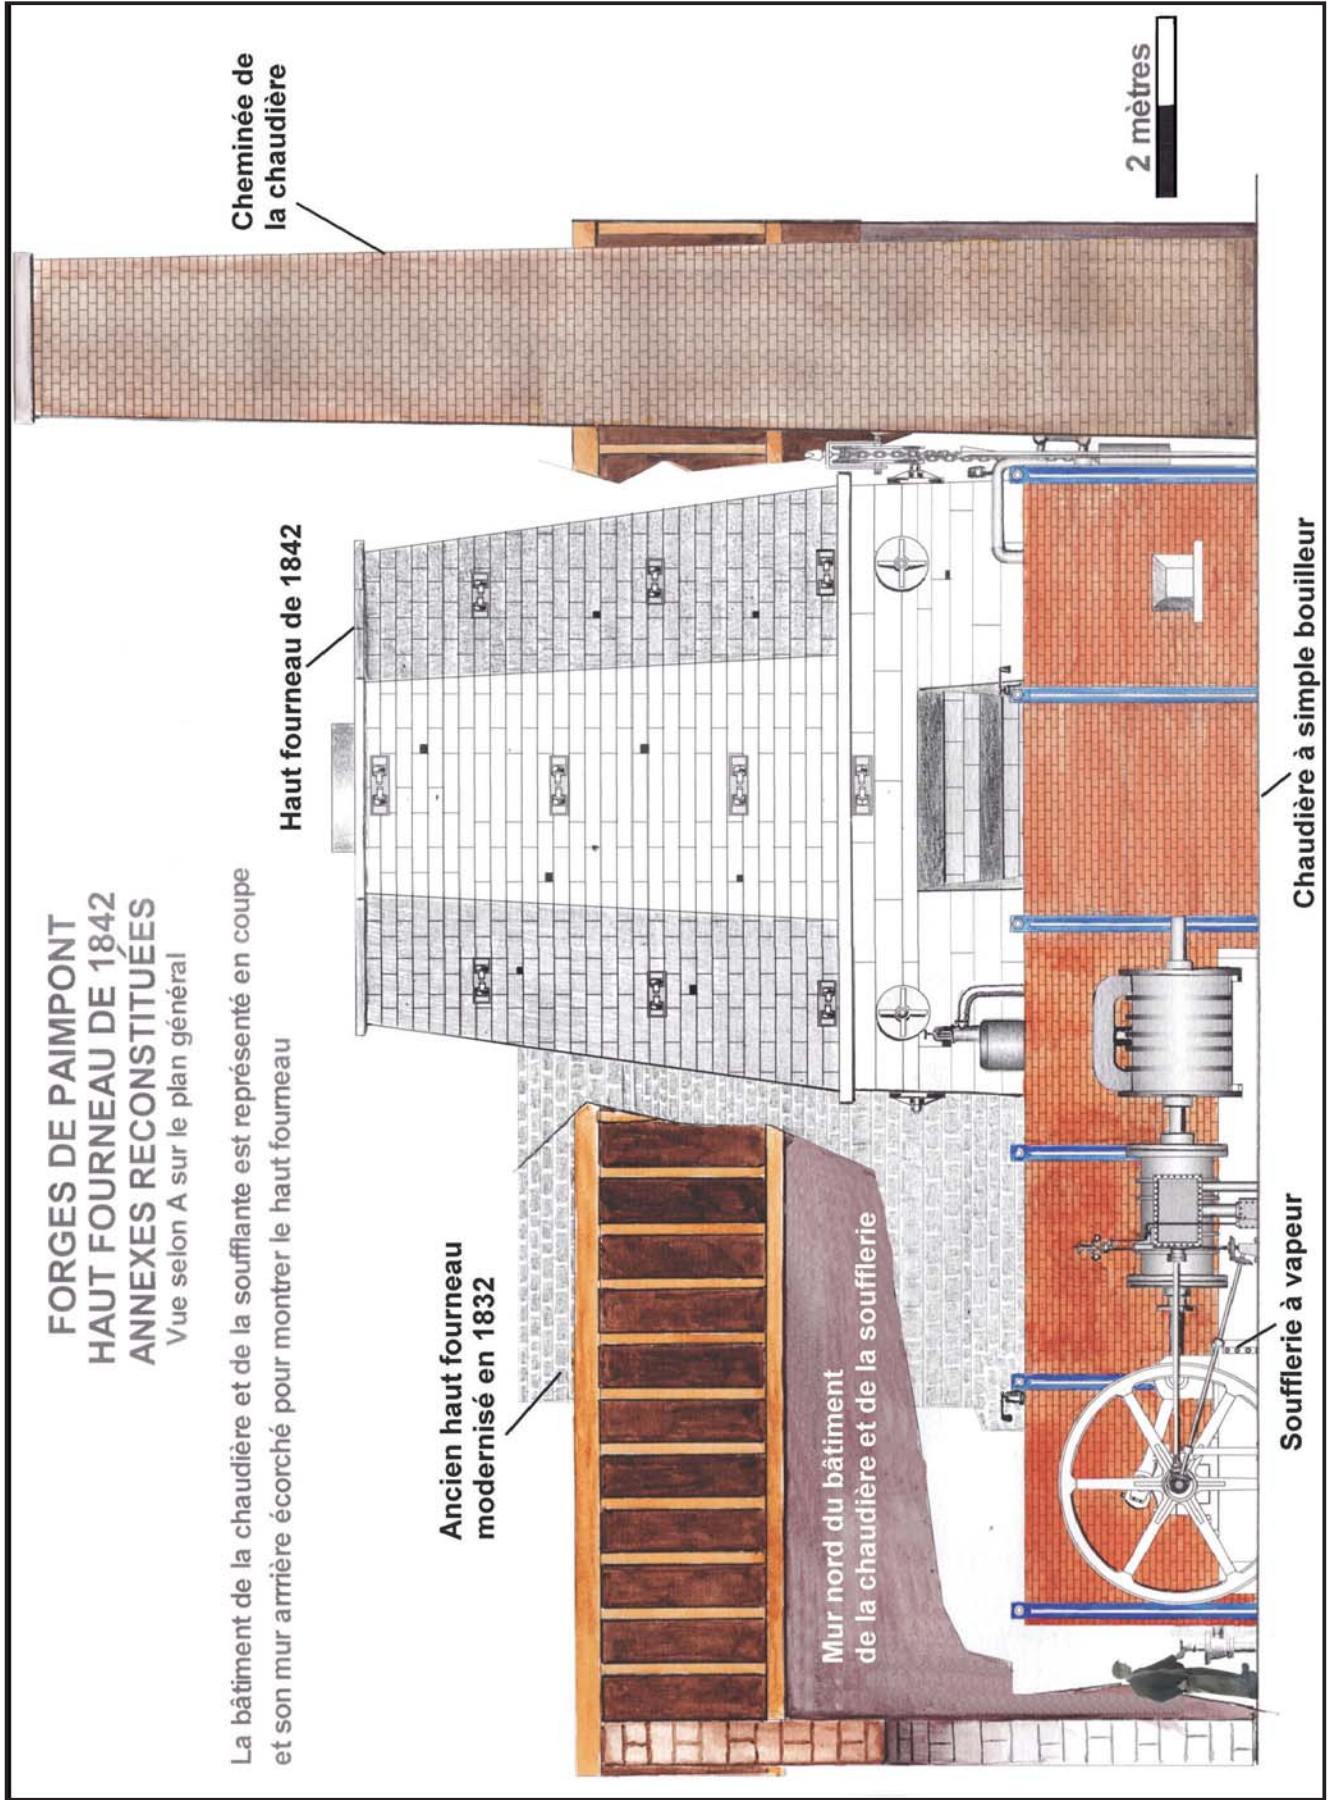 FORGES DE PAIMPONT
HAUT FOURNEAU DE 1842
ANNEXES RECONSTITUÉES
Vue selon A sur le plan général
La bâtiment de la chaudière et de la soufflante est représenté en coupe
et son mur arrière écorché pour montrer le haut fourneau
Ancien haut fourneau
modernisé en 1832
Haut fourneau de 1842
Cheminée de
la chaudière
Mur nord du bâtiment
de la chaudière et de la soufflerie
2 mètres
Soufflerie à vapeur
Chaudière à simple bouilleur